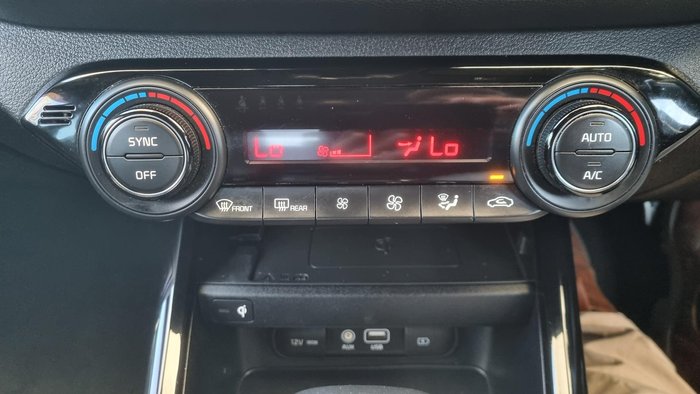 SYNC
OFF
Lo
Lo
AUTO
A/C
FRONT
REAR
12V
AUX
USB